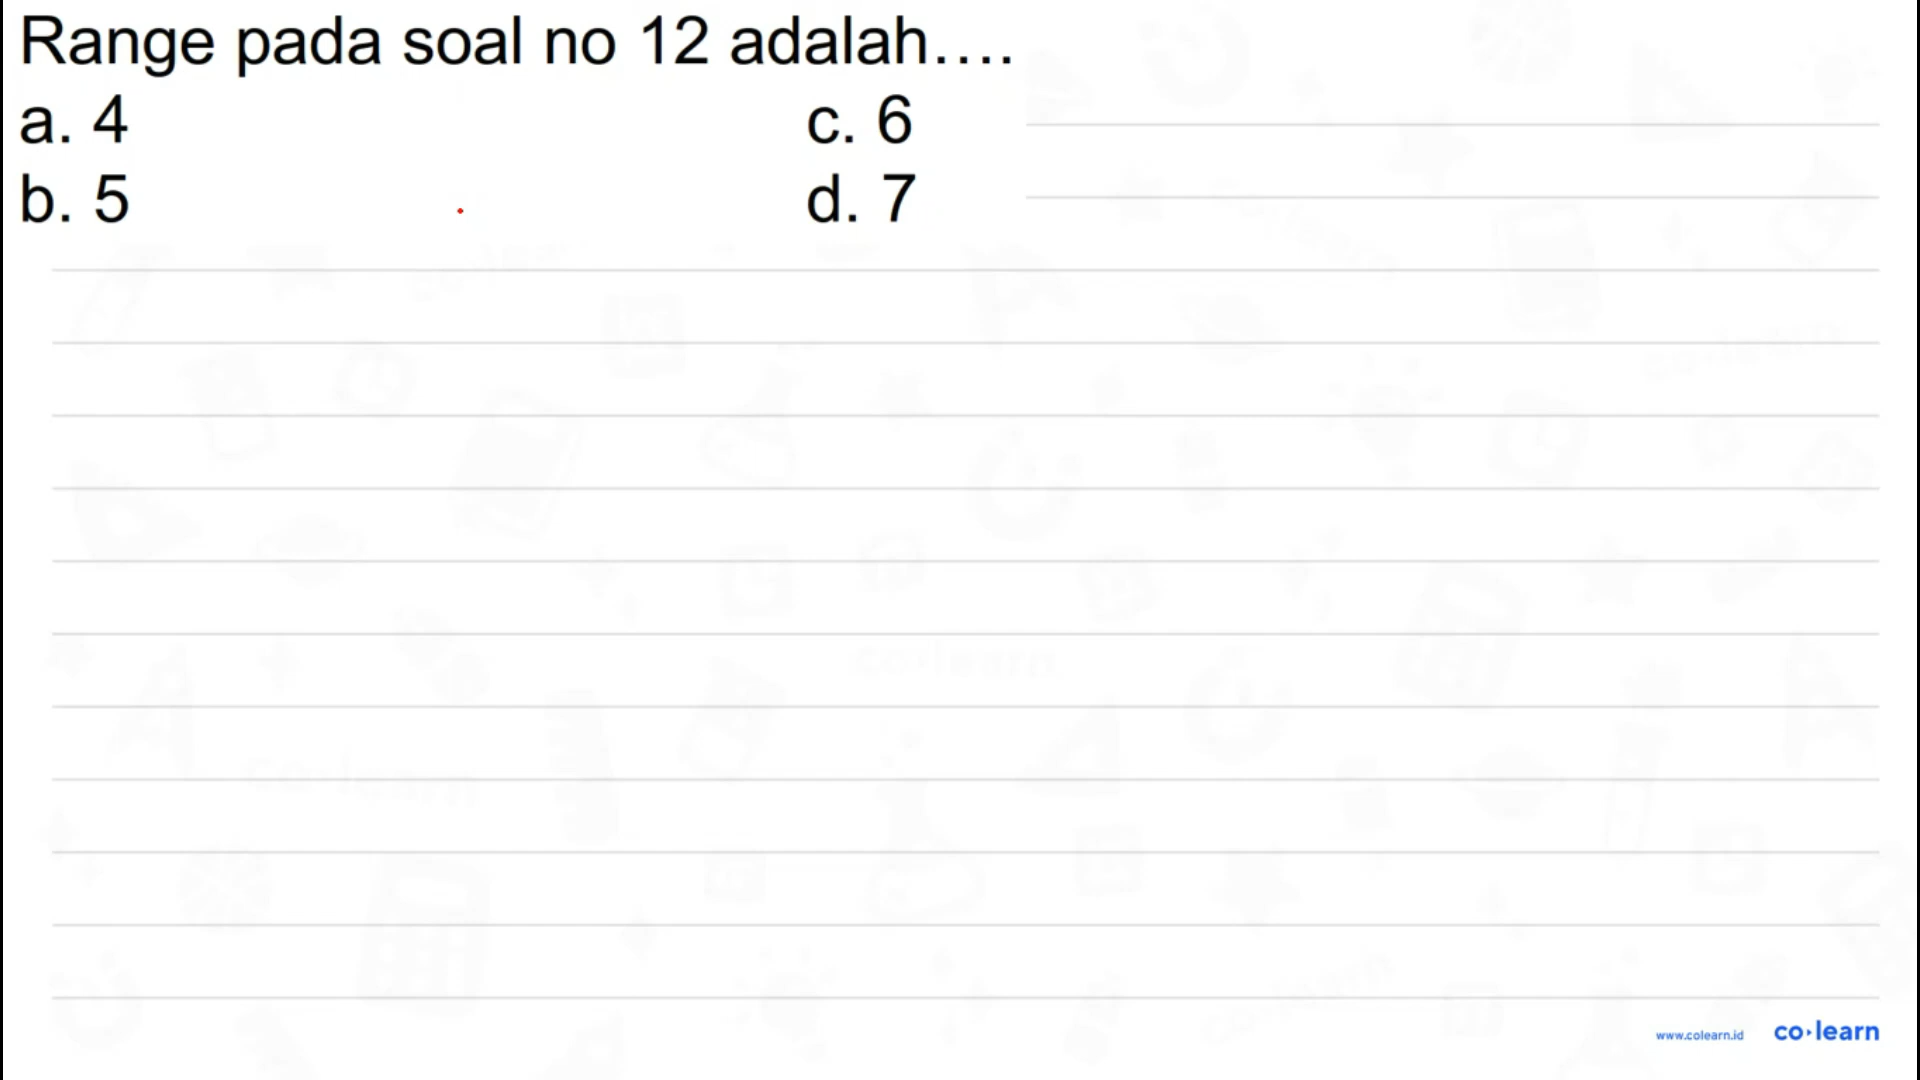 Range pada soal no 12 adalah....
a. 4 c. 6
b. 5 d. 7
www.colearn.id co·learn